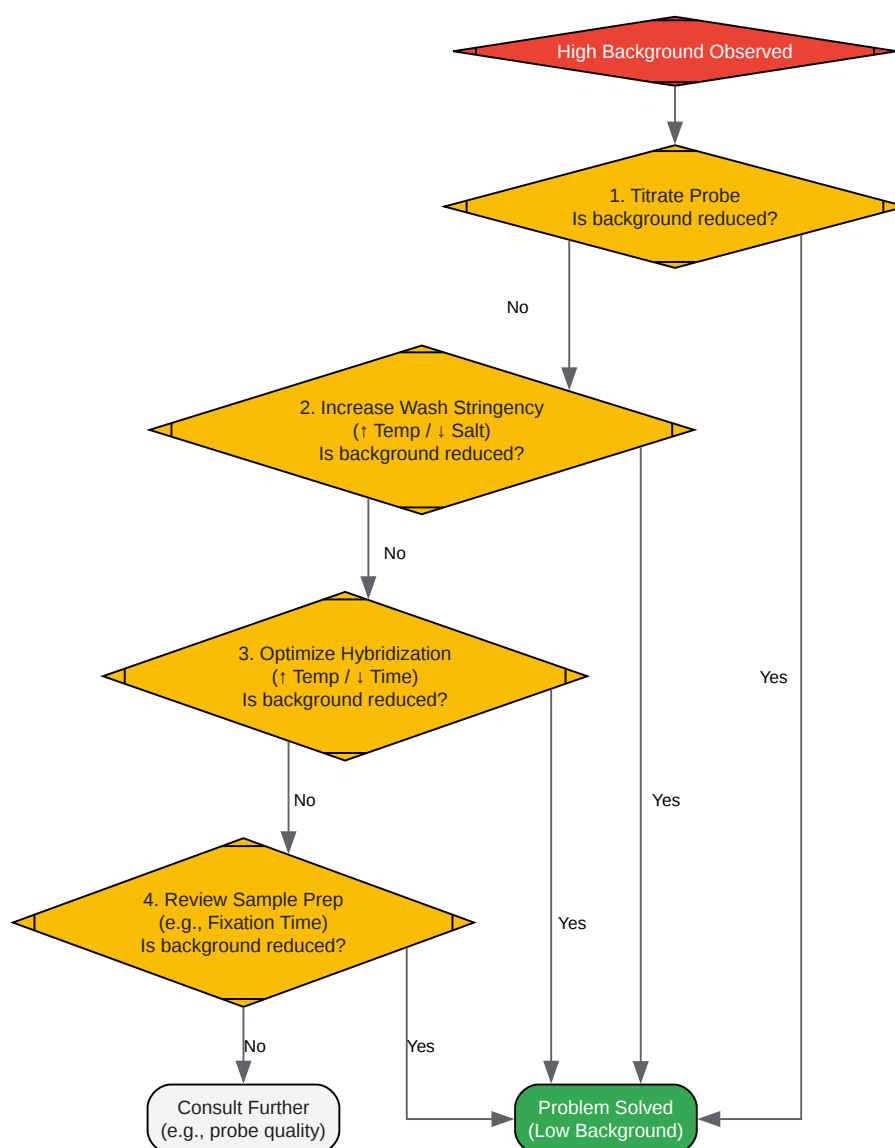 High Background Observed
1. Titrate Probe
Is background reduced?
No
2. Increase Wash Stringency
(↑ Temp / ↓ Salt)
Is background reduced?
No
3. Optimize Hybridization
(↑ Temp / ↓ Time)
Is background reduced?
Yes
No
Yes
4. Review Sample Prep
(e.g., Fixation Time)
Is background reduced?
Yes
No
Yes
Consult Further
(e.g., probe quality)
Problem Solved
(Low Background)